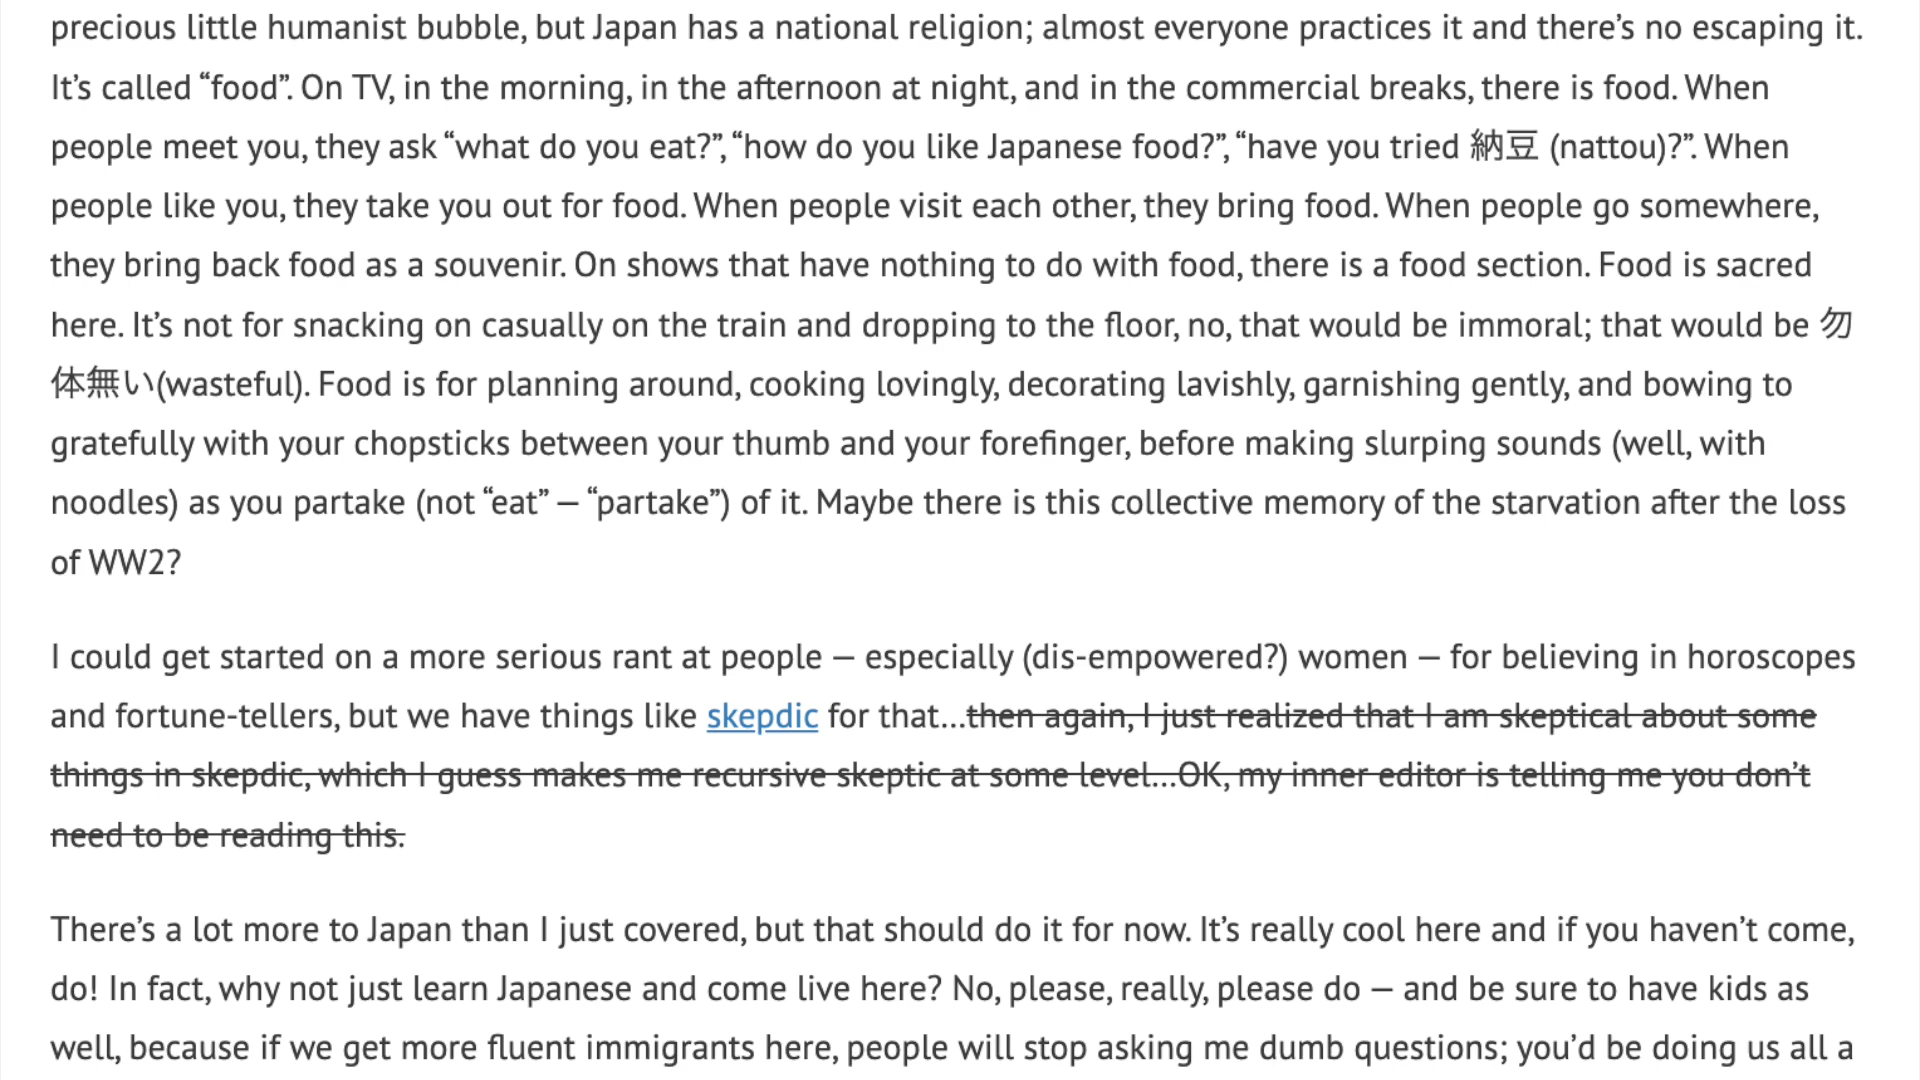 precious little humanist bubble, but Japan has a national religion; almost everyone practices it and there’s no escaping it.
It’s called “food”. On TV, in the morning, in the afternoon at night, and in the commercial breaks, there is food. When
people meet you, they ask “what do you eat?”, “how do you like Japanese food?”, “have you tried 納豆 (nattou)?”. When
people like you, they take you out for food. When people visit each other, they bring food. When people go somewhere,
they bring back food as a souvenir. On shows that have nothing to do with food, there is a food section. Food is sacred
here. It’s not for snacking on casually on the train and dropping to the floor, no, that would be immoral; that would be 勿
体無い(wasteful). Food is for planning around, cooking lovingly, decorating lavishly, garnishing gently, and bowing to
gratefully with your chopsticks between your thumb and your forefinger, before making slurping sounds (well, with
noodles) as you partake (not “eat” – “partake”) of it. Maybe there is this collective memory of the starvation after the loss
of WW2?
I could get started on a more serious rant at people – especially (dis-empowered?) women – for believing in horoscopes
and fortune-tellers, but we have things like skepdic for that…then again, I just realized that I am skeptical about some
things in skepdic, which I guess makes me recursive skeptic at some level…OK, my inner editor is telling me you don’t
need to be reading this.
There’s a lot more to Japan than I just covered, but that should do it for now. It’s really cool here and if you haven’t come,
do! In fact, why not just learn Japanese and come live here? No, please, really, please do – and be sure to have kids as
well, because if we get more fluent immigrants here, people will stop asking me dumb questions; you’d be doing us all a